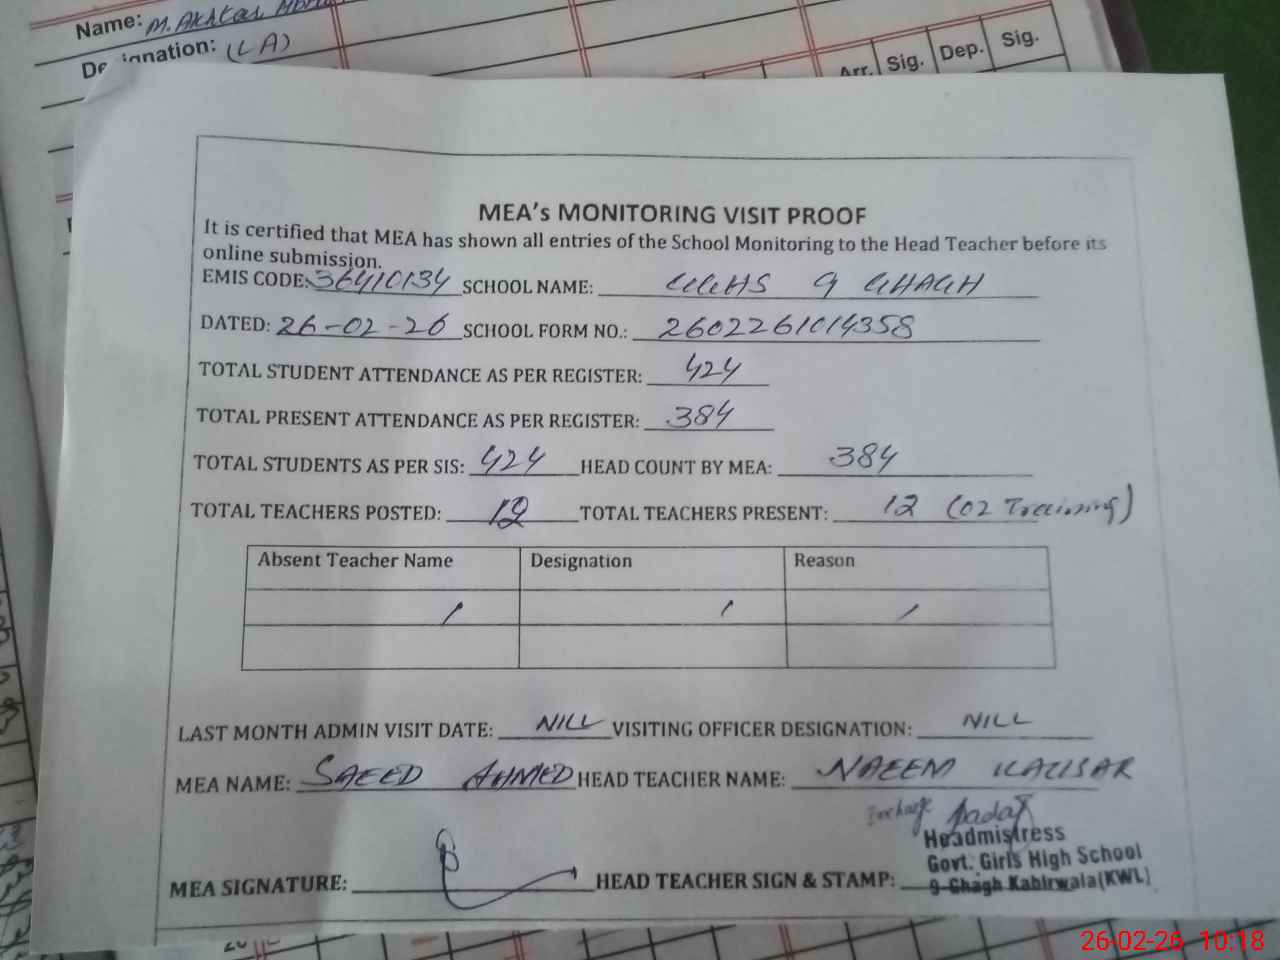 Name: M. Akhtar
Designation: (LA)
Arr. Sig. Dep. Sig.
MEA's MONITORING VISIT PROOF
It is certified that MEA has shown all entries of the School Monitoring to the Head Teacher before its
online submission.
EMIS CODE: 36410134 SCHOOL NAME: GGHS 9 GHAGH
DATED: 26-02-26 SCHOOL FORM NO.: 2602261014358
TOTAL STUDENT ATTENDANCE AS PER REGISTER: 424
TOTAL PRESENT ATTENDANCE AS PER REGISTER: 384
TOTAL STUDENTS AS PER SIS: 424 HEAD COUNT BY MEA: 384
TOTAL TEACHERS POSTED: 12 TOTAL TEACHERS PRESENT: 12 (02 Training)
Absent Teacher Name Designation Reason
/ / /
LAST MONTH ADMIN VISIT DATE: NILL VISITING OFFICER DESIGNATION: NILL
MEA NAME: SAEED AHMED HEAD TEACHER NAME: NAEEM KAUSAR
Incharge
Headmistress
Govt. Girls High School
MEA SIGNATURE: HEAD TEACHER SIGN & STAMP: 9-Ghagh Kabirwala(KWL)
26-02-26 10:18